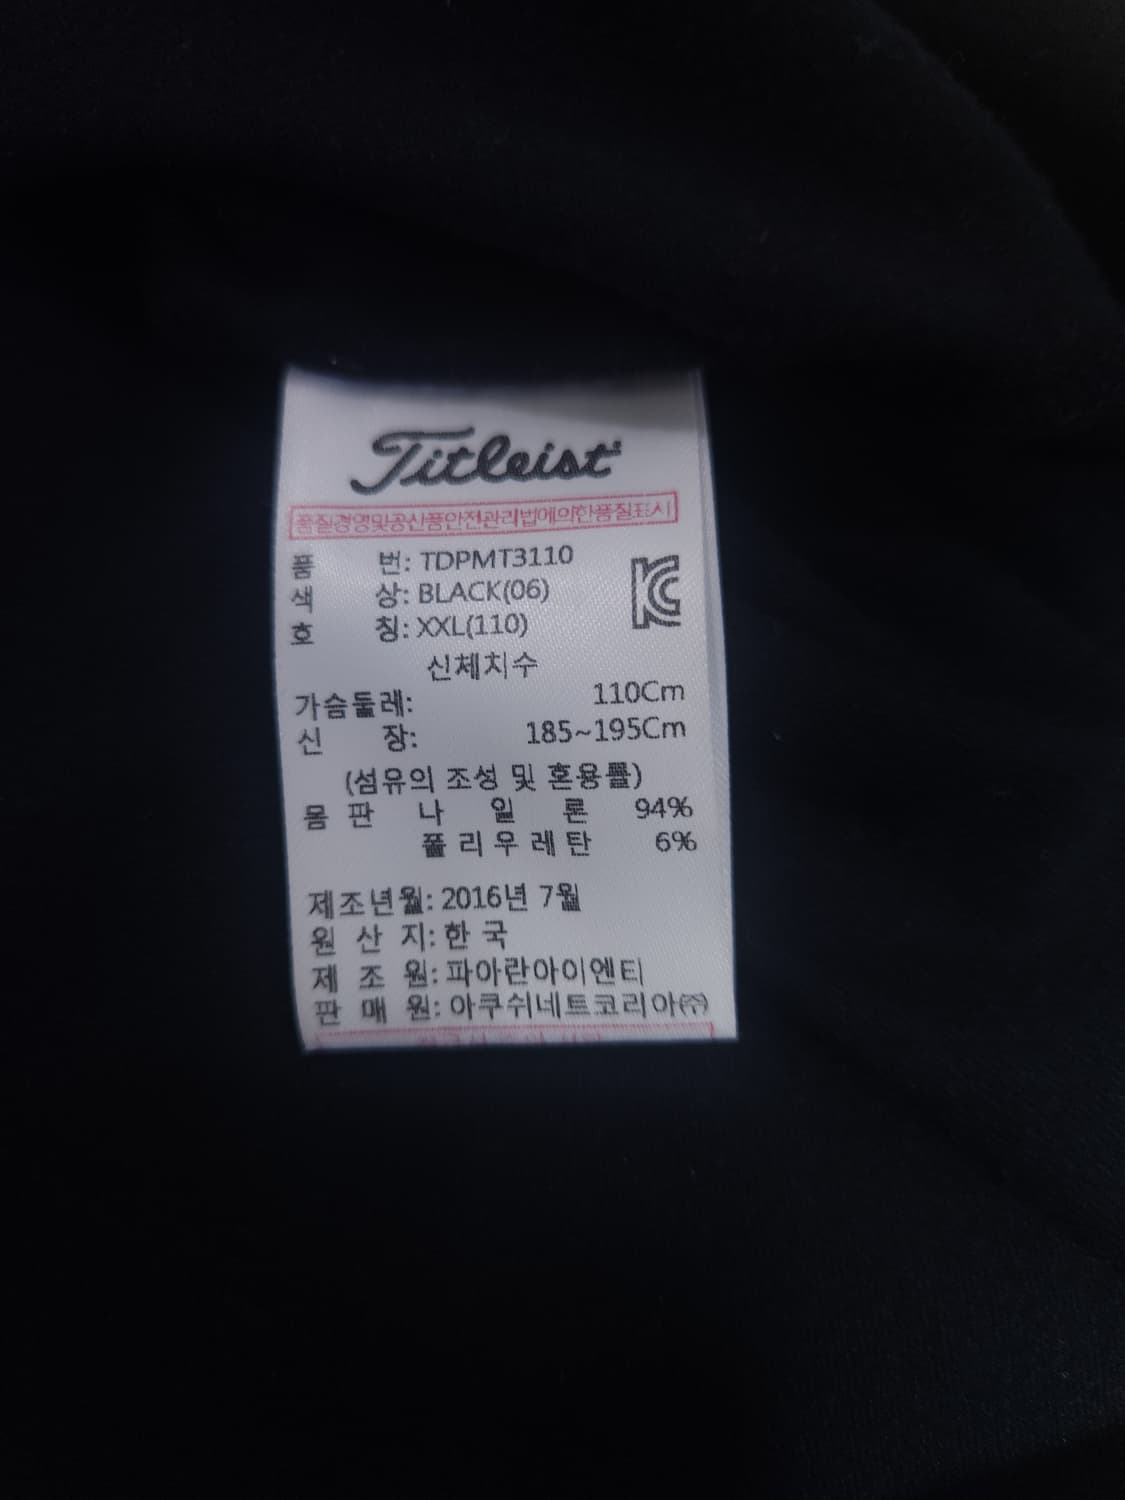 Titleist
품질경영및공산품안전관리법에의한품질표시
품 번: TDPMT3110
색 상: BLACK(06)
호 칭: XXL(110)
신체치수
가슴둘레: 110Cm
신 장: 185~195Cm
(섬유의 조성 및 혼용률)
몸 판 나 일 론 94%
폴 리 우 레 탄 6%
제조년월: 2016년 7월
원 산 지: 한 국
제 조 원: 파아란아이엔티
판 매 원: 아쿠쉬네트코리아㈜